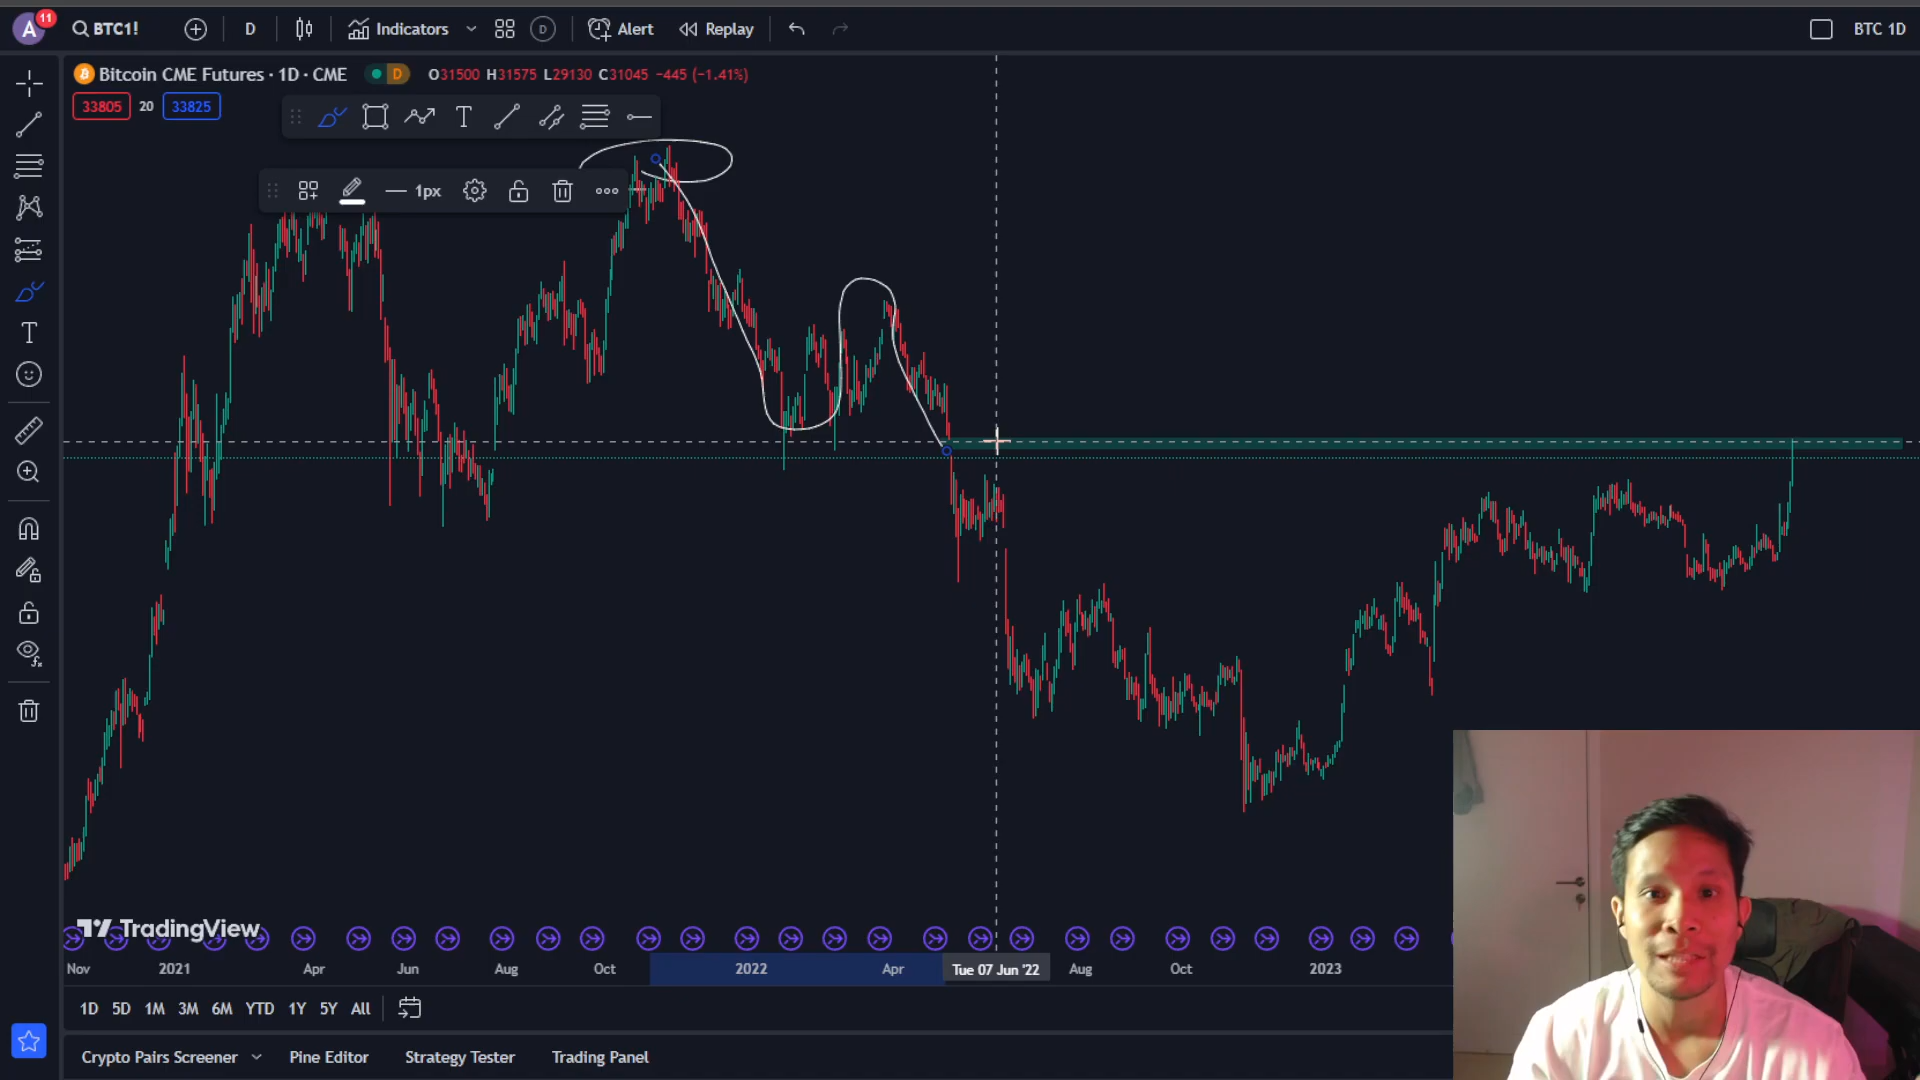 A 11 BTC1! D Indicators D Alert Replay BTC 1D
Bitcoin CME Futures · 1D · CME D O31500 H31575 L29130 C31045 -445 (-1.41%)
33805 20 33825
T
1px
T
TradingView
Nov 2021 Apr Jun Aug Oct 2022 Apr Tue 07 Jun '22 Aug Oct 2023
1D 5D 1M 3M 6M YTD 1Y 5Y All
Crypto Pairs Screener Pine Editor Strategy Tester Trading Panel